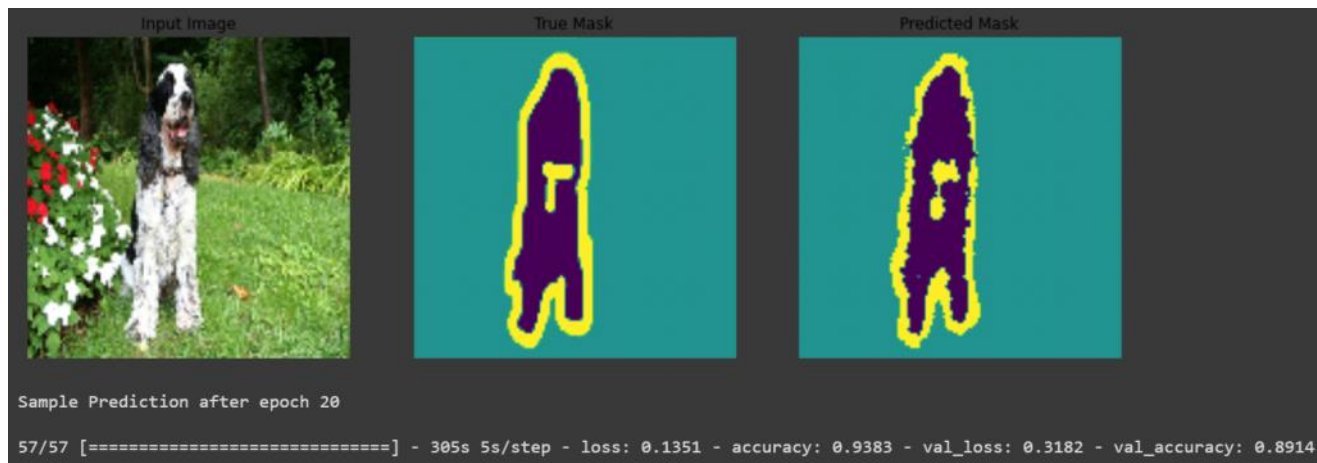 Input Image
True Mask
Predicted Mask
Sample Prediction after epoch 20
57/57 [==============================] - 305s 5s/step - loss: 0.1351 - accuracy: 0.9383 - val_loss: 0.3182 - val_accuracy: 0.8914